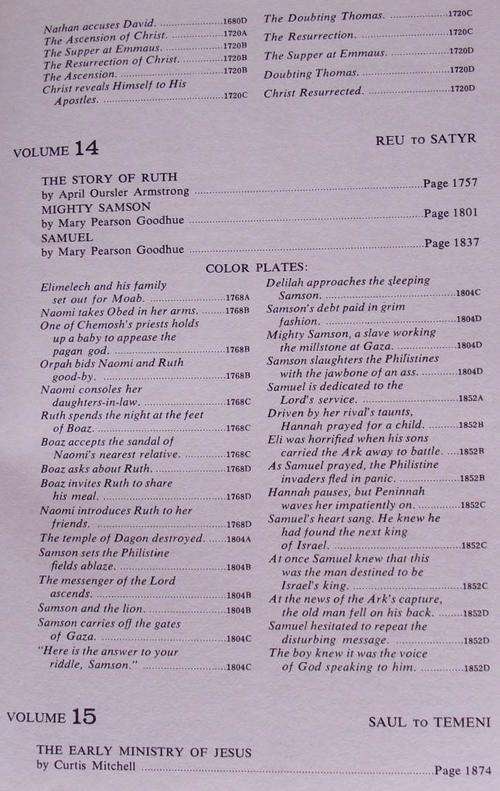 Nathan accuses David. ..........1680D
The Ascension of Christ. ..........1720A
The Supper at Emmaus. ..........1720B
The Resurrection of Christ. ..........1720B
The Ascension. ..........1720B
Christ reveals Himself to His
Apostles. ..........1720C
The Doubting Thomas. ..........1720C
The Resurrection. ..........1720C
The Supper at Emmaus. ..........1720D
Doubting Thomas. ..........1720D
Christ Resurrected. ..........1720D
VOLUME 14
REU TO SATYR
THE STORY OF RUTH
by April Oursler Armstrong ..........Page 1757
MIGHTY SAMSON
by Mary Pearson Goodhue ..........Page 1801
SAMUEL
by Mary Pearson Goodhue ..........Page 1837
COLOR PLATES:
Elimelech and his family
set out for Moab. ..........1768A
Naomi takes Obed in her arms. ..........1768B
One of Chemosh's priests holds
up a baby to appease the
pagan god. ..........1768B
Orpah bids Naomi and Ruth
good-by. ..........1768B
Naomi consoles her
daughters-in-law. ..........1768C
Ruth spends the night at the feet
of Boaz. ..........1768C
Boaz accepts the sandal of
Naomi's nearest relative. ..........1768C
Boaz asks about Ruth. ..........1768D
Boaz invites Ruth to share
his meal. ..........1768D
Naomi introduces Ruth to her
friends. ..........1768D
The temple of Dagon destroyed. ..........1804A
Samson sets the Philistine
fields ablaze. ..........1804B
The messenger of the Lord
ascends. ..........1804B
Samson and the lion. ..........1804B
Samson carries off the gates
of Gaza. ..........1804C
"Here is the answer to your
riddle, Samson." ..........1804C
Delilah approaches the sleeping
Samson. ..........1804C
Samson's debt paid in grim
fashion. ..........1804D
Mighty Samson, a slave working
the millstone at Gaza. ..........1804D
Samson slaughters the Philistines
with the jawbone of an ass. ..........1804D
Samuel is dedicated to the
Lord's service. ..........1852A
Driven by her rival's taunts,
Hannah prayed for a child. ..........1852B
Eli was horrified when his sons
carried the Ark away to battle. ....1852B
As Samuel prayed, the Philistine
invaders fled in panic. ..........1852B
Hannah pauses, but Peninnah
waves her impatiently on. ..........1852C
Samuel's heart sang. He knew he
had found the next king
of Israel. ..........1852C
At once Samuel knew that this
was the man destined to be
Israel's king. ..........1852C
At the news of the Ark's capture,
the old man fell on his back. ..........1852D
Samuel hesitated to repeat the
disturbing message. ..........1852D
The boy knew it was the voice
of God speaking to him. ..........1852D
VOLUME 15
SAUL TO TEMENI
THE EARLY MINISTRY OF JESUS
by Curtis Mitchell ..........Page 1874